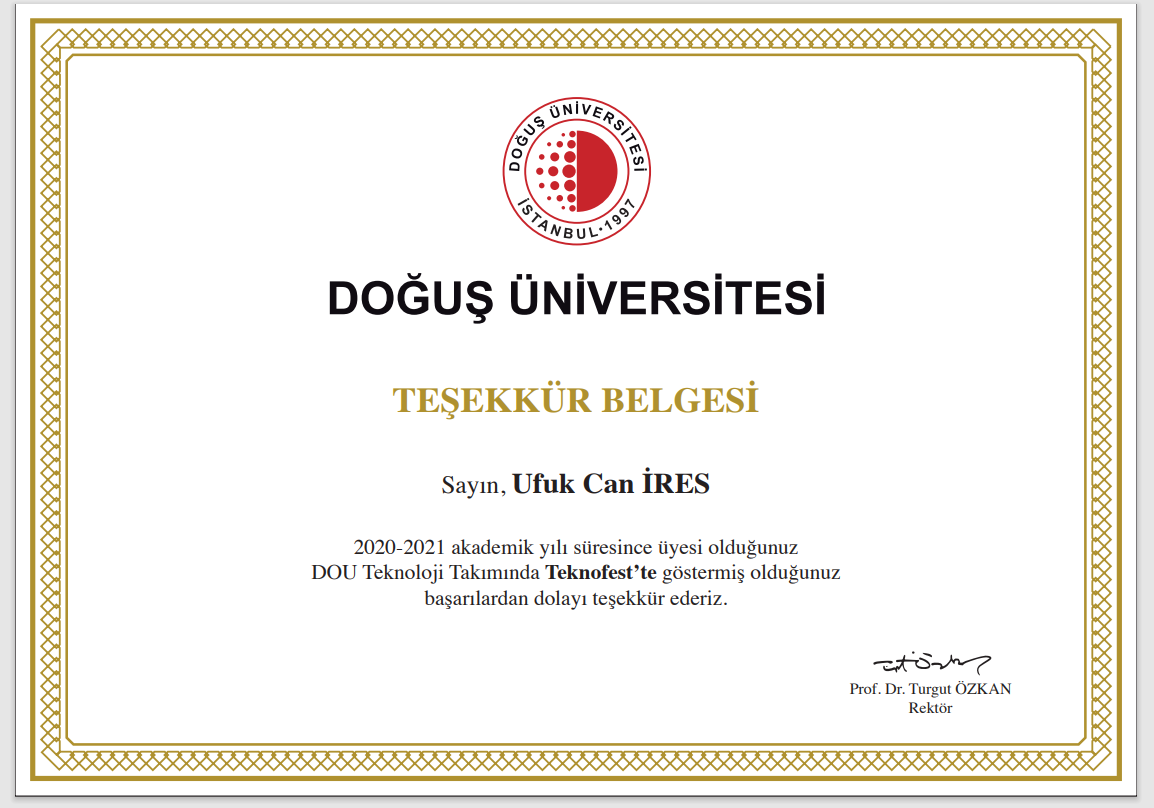 DOĞUŞ ÜNİVERSİTESİ
İSTANBUL·1997
DOĞUŞ ÜNİVERSİTESİ
TEŞEKKÜR BELGESİ
Sayın, Ufuk Can İRES
2020-2021 akademik yılı süresince üyesi olduğunuz
DOU Teknoloji Takımında Teknofest’te göstermiş olduğunuz
başarılardan dolayı teşekkür ederiz.
Prof. Dr. Turgut ÖZKAN
Rektör